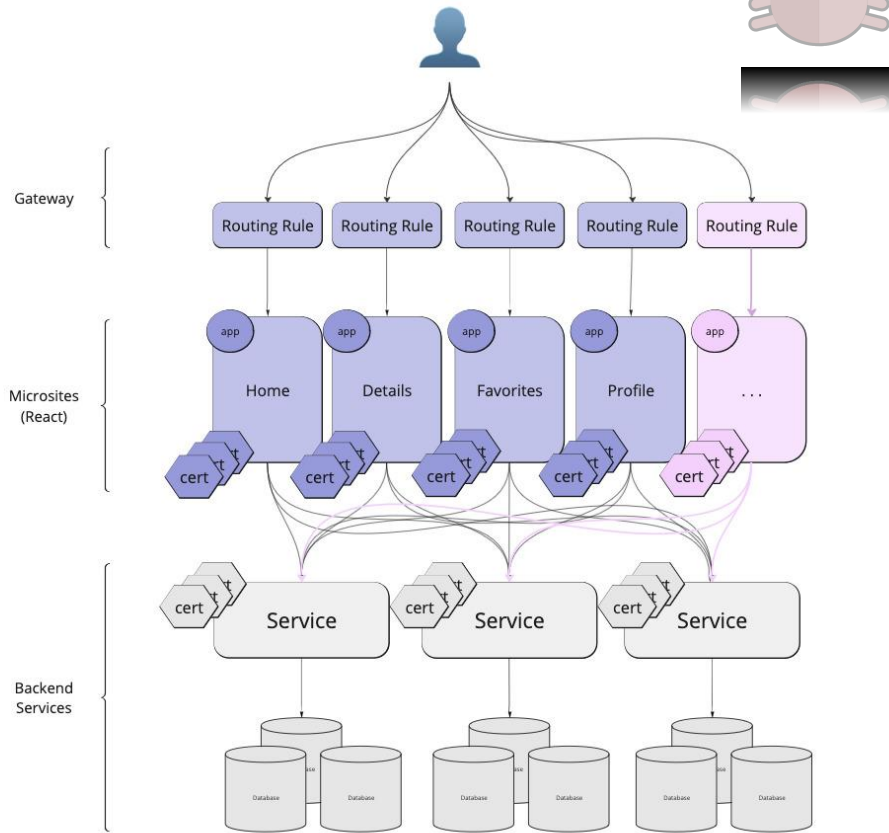 Gateway
Routing Rule
Routing Rule
Routing Rule
Routing Rule
Routing Rule
Microsites
(React)
app
app
app
app
app
Home
Details
Favorites
Profile
...
cert
cert
cert
cert
cert
Backend
Services
cert
Service
cert
Service
cert
Service
Database
Database
Database
Database
Database
Database